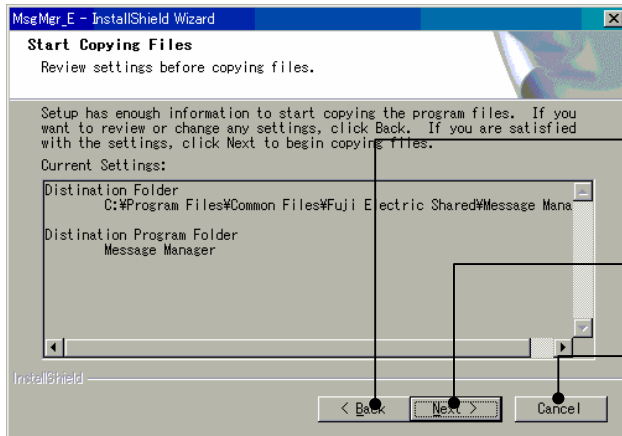 MsgMgr_E - InstallShield Wizard
Start Copying Files
Review settings before copying files.
Setup has enough information to start copying the program files. If you
want to review or change any settings, click Back. If you are satisfied
with the settings, click Next to begin copying files.
Current Settings:
Distination Folder
C:¥Program Files¥Common Files¥Fuji Electric Shared¥Message Mana
Distination Program Folder
Message Manager
InstallShield
< Back
Next >
Cancel